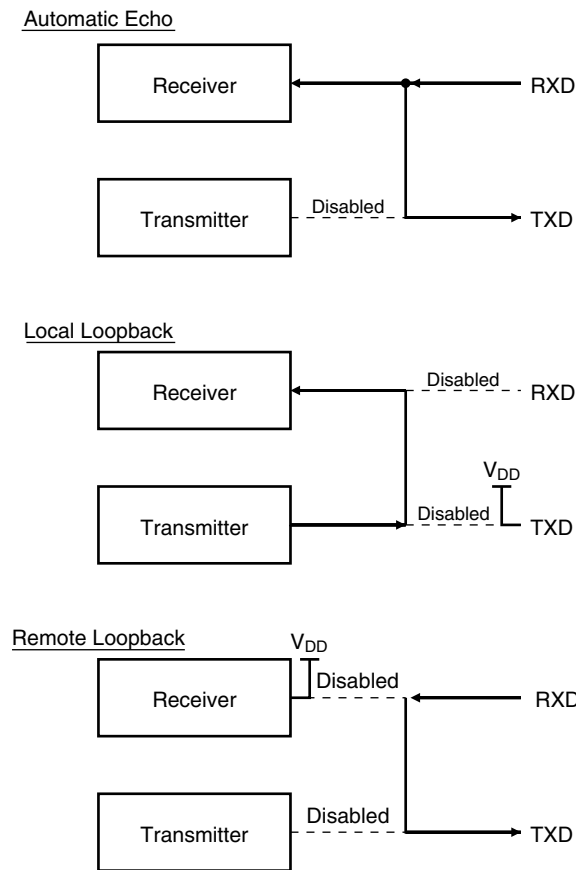 Automatic Echo
Receiver
RXD
Transmitter
Disabled
TXD
Local Loopback
Receiver
Disabled
RXD
VDD
Transmitter
Disabled
TXD
Remote Loopback
VDD
Receiver
Disabled
RXD
Transmitter
Disabled
TXD